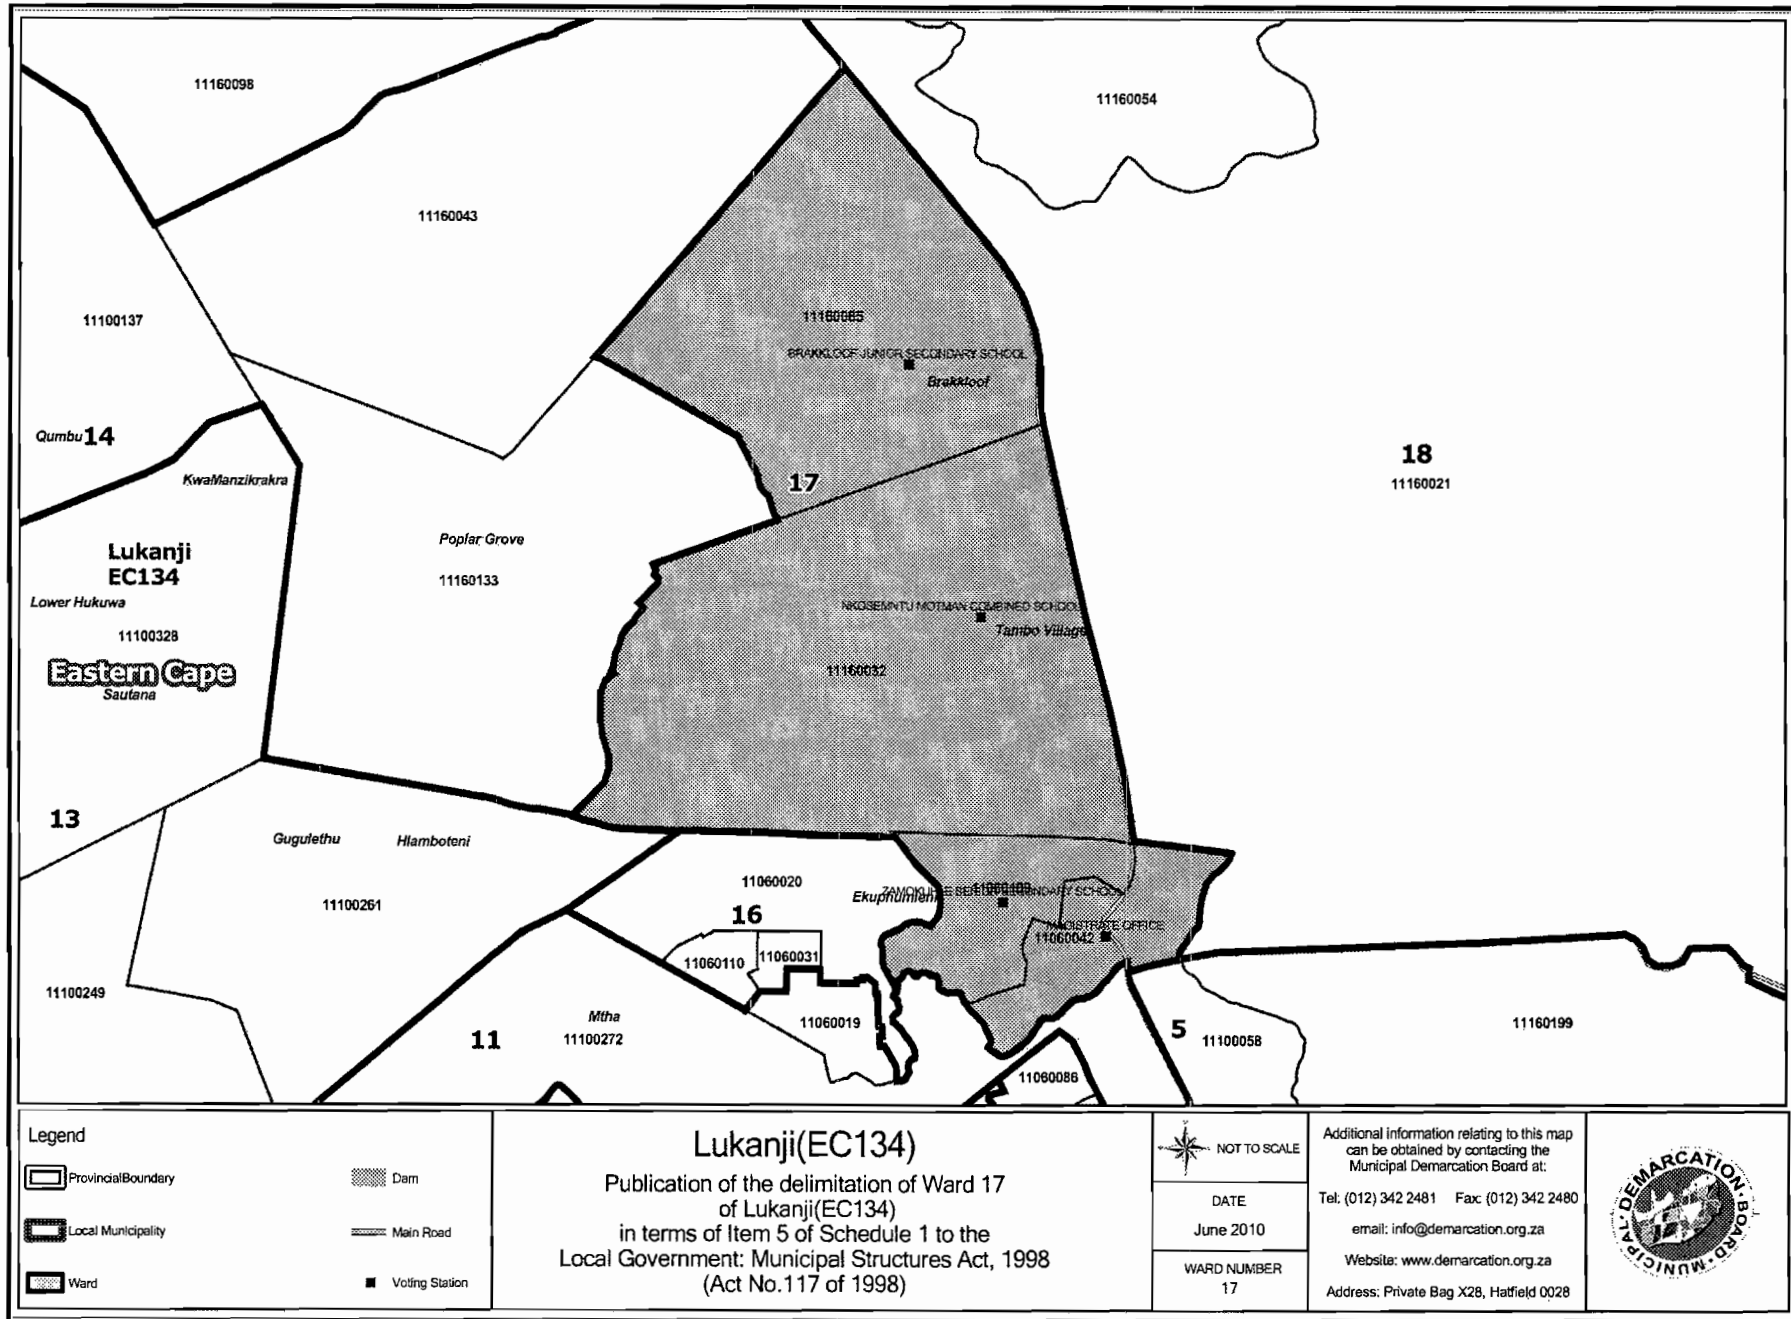 11160098
11160054
11160043
11100137
11160065
BRAKKLOOF JUNIOR SECONDARY SCHOOL
Brakkloof
Qumbu 14
18
KwaManzikrakra
17
11160021
Lukanji
EC134
Poplar Grove
11160133
Lower Hukuwa
NKOSEMNTU MOTMAN COMBINED SCHOOL
Tambo Village
11100328
Eastern Cape
Sautana
11160032
13
Gugulethu
Hlamboteni
11060020
11100261
Ekuphumleni
SECONDARY SCHOOL
16
MAGISTRATE OFFICE
11060042
11060110
11060031
11100249
Mtha
11060019
11
11100272
5
11100058
11160199
11060086
Legend
ProvincialBoundary
Dam
Local Municipality
Main Road
Ward
Voting Station
Lukanji(EC134)
Publication of the delimitation of Ward 17
of Lukanji(EC134)
in terms of Item 5 of Schedule 1 to the
Local Government: Municipal Structures Act, 1998
(Act No.117 of 1998)
NOT TO SCALE
DATE
June 2010
WARD NUMBER
17
Additional information relating to this map
can be obtained by contacting the
Municipal Demarcation Board at:
Tel: (012) 342 2481 Fax: (012) 342 2480
email: info@demarcation.org.za
Website: www.demarcation.org.za
Address: Private Bag X28, Hatfield 0028
MUNICIPAL DEMARCATION BOARD